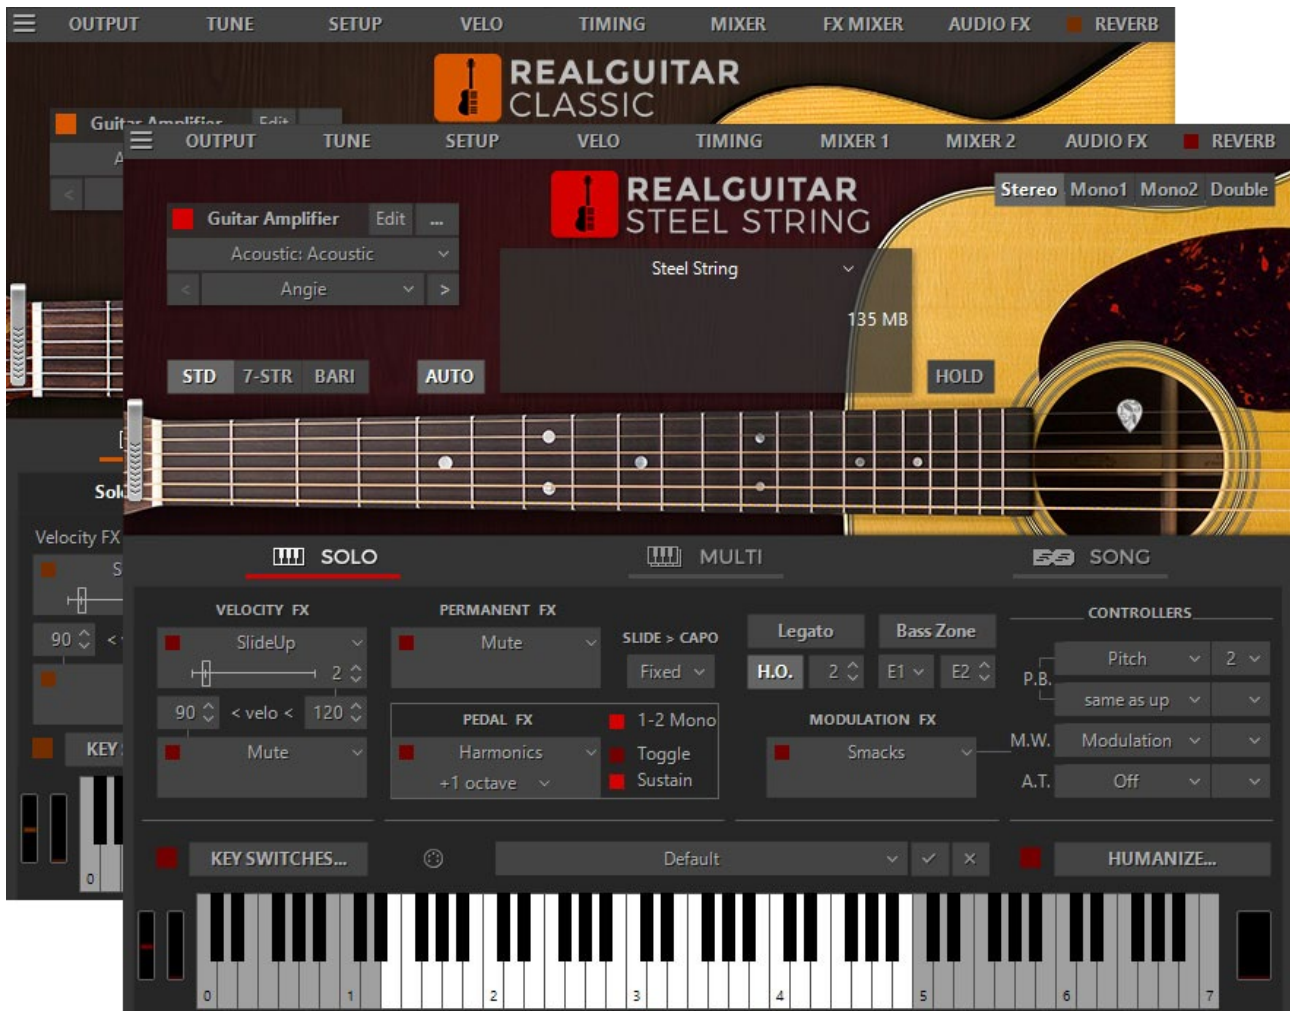 OUTPUT TUNE SETUP VELO TIMING MIXER FX MIXER AUDIO FX REVERB
REALGUITAR
CLASSIC
Guitar Amplifier Edit
A
<
Solo
Velocity FX
S
90 <
KEY
0
OUTPUT TUNE SETUP VELO TIMING MIXER 1 MIXER 2 AUDIO FX REVERB
REALGUITAR
STEEL STRING
Stereo Mono1 Mono2 Double
Guitar Amplifier Edit ...
Acoustic: Acoustic
< Angie >
Steel String
135 MB
STD 7-STR BARI AUTO HOLD
SOLO MULTI SONG
VELOCITY FX
SlideUp
2
90 < velo < 120
Mute
PERMANENT FX
Mute
SLIDE > CAPO
Fixed
PEDAL FX
Harmonics
+1 octave
1-2 Mono
Toggle
Sustain
Legato Bass Zone
H.O. 2 E1 E2
MODULATION FX
Smacks
CONTROLLERS
P.B.
Pitch 2
same as up
M.W. Modulation
A.T. Off
KEY SWITCHES... Default HUMANIZE...
0 1 2 3 4 5 6 7